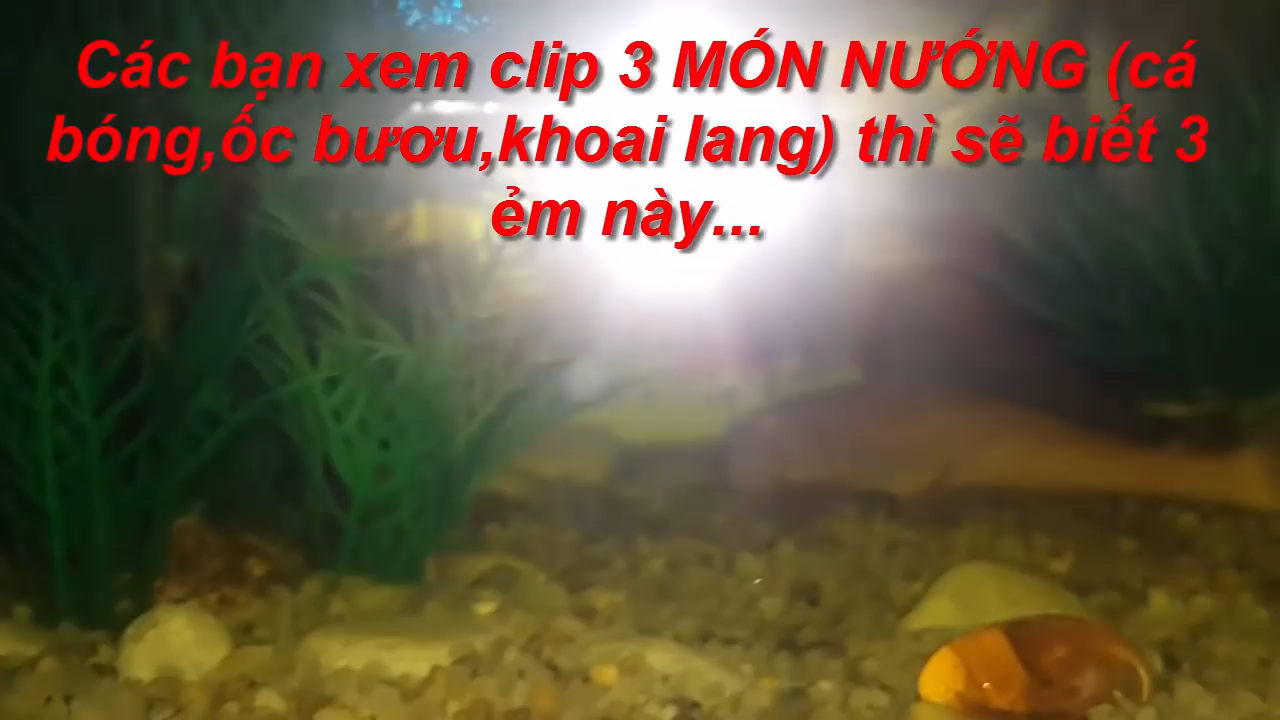 Các bạn xem clip 3 MÓN NƯỚNG (cá
bóng,ốc bươu,khoai lang) thì sẽ biết 3
ẻm này...